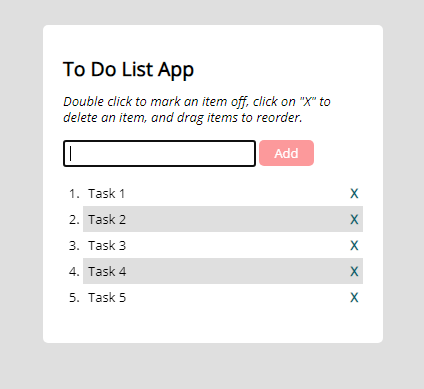 To Do List App
Double click to mark an item off, click on "X" to
delete an item, and drag items to reorder.
Add
1. Task 1 X
2. Task 2 X
3. Task 3 X
4. Task 4 X
5. Task 5 X